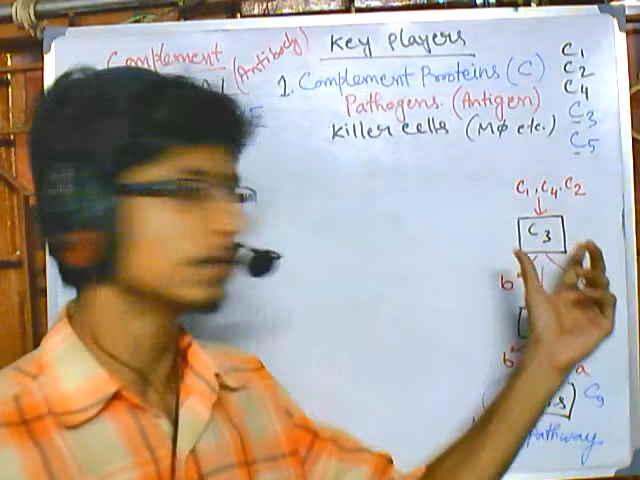 Complement
(Antibody)
Key players
1. Complement Proteins (C)
Pathogens. (Antigen)
Killer cells (Mφ etc.)
C1
C2
C4
C3
C5
C1, C4, C2
C3
b
b
a
C9
Pathway